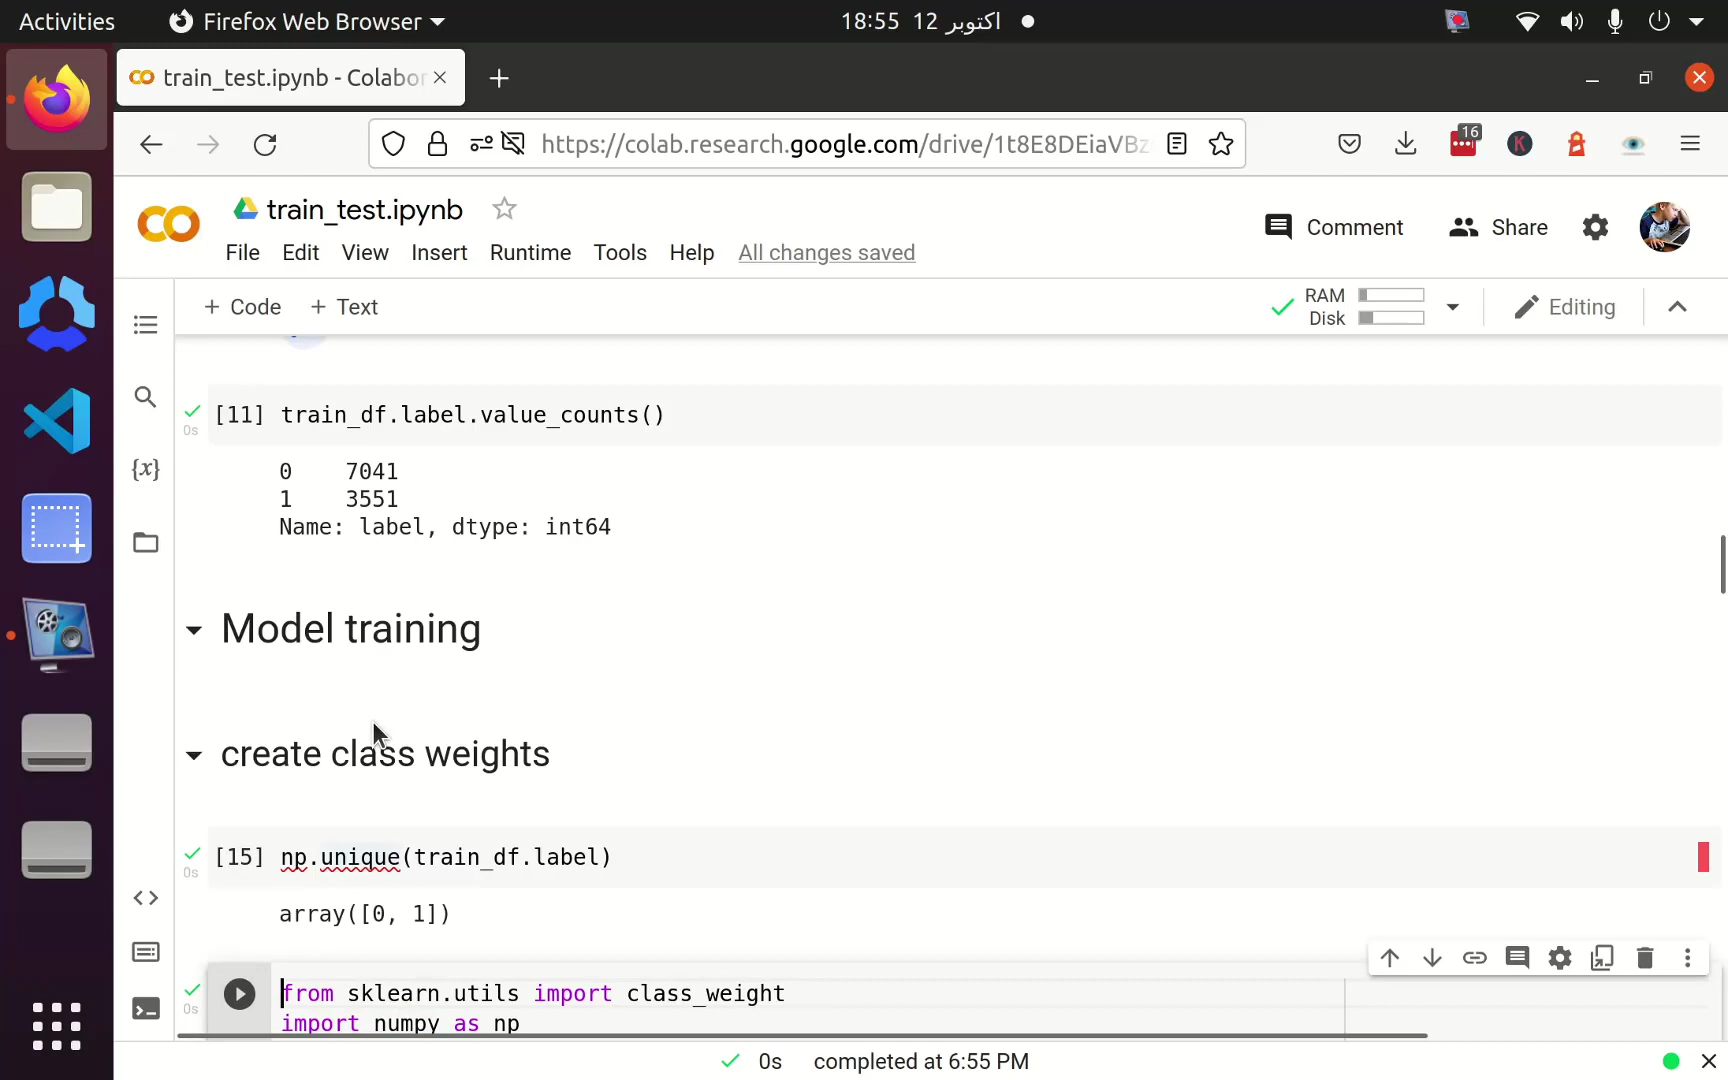 Activities
Firefox Web Browser
18:55 12 اکتوبر
train_test.ipynb - Colabor
https://colab.research.google.com/drive/1t8E8DEiaVBz
16
K
train_test.ipynb
Comment
Share
File Edit View Insert Runtime Tools Help All changes saved
+ Code + Text
RAM
Disk
Editing
{x}
[11] train_df.label.value_counts()
0s
0 7041
1 3551
Name: label, dtype: int64
Model training
create class weights
[15] np.unique(train_df.label)
0s
array([0, 1])
from sklearn.utils import class_weight
0s
import numpy as np
0s completed at 6:55 PM